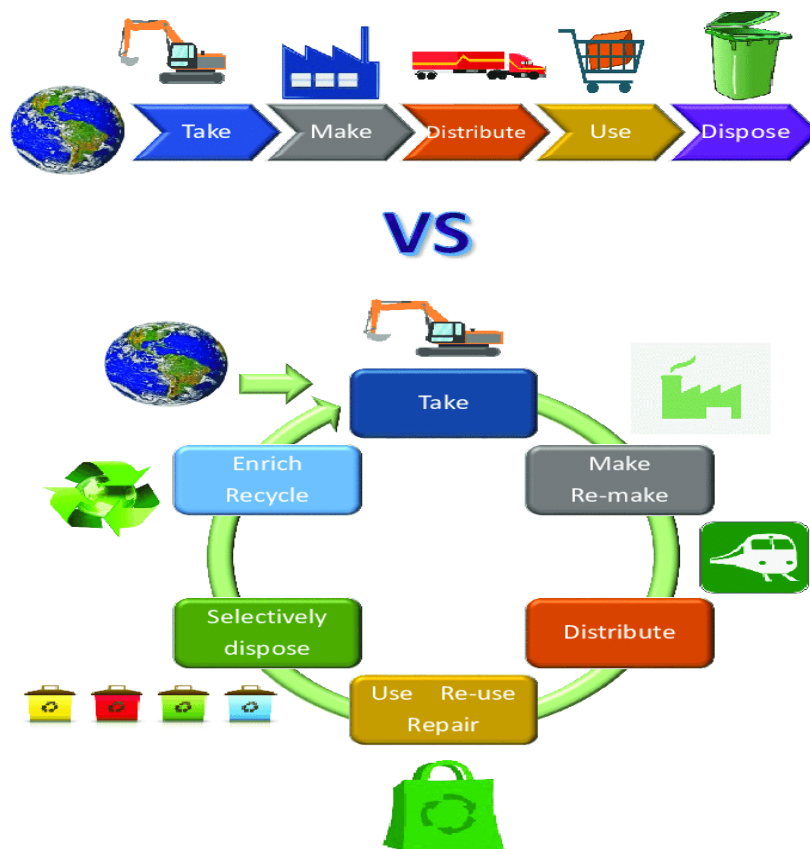 Take
Make
Distribute
Use
Dispose
VS
Take
Enrich
Recycle
Make
Re-make
Selectively
dispose
Distribute
Use Re-use
Repair